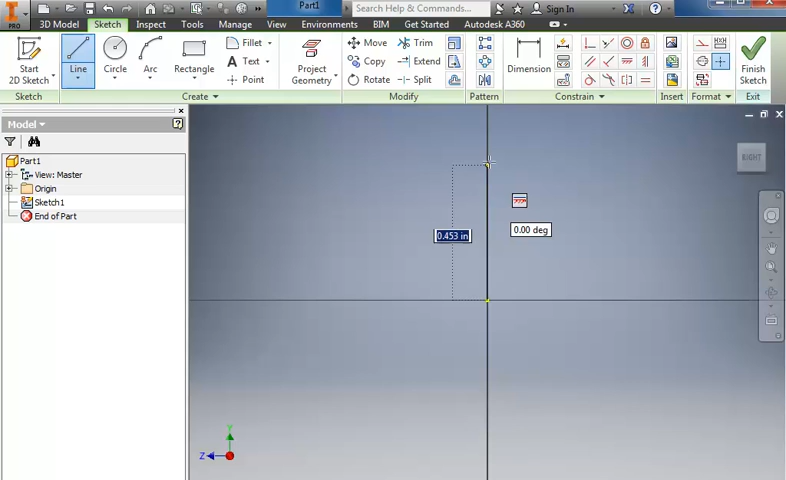 Part1
Type Search Help & Commands...
Sign In
PRO
3D Model
Sketch
Inspect
Tools
Manage
View
Environments
BIM
Get Started
Autodesk A360
Start
2D Sketch
Line
Circle
Arc
Rectangle
Fillet
Text
Point
Project
Geometry
Move
Copy
Rotate
Trim
Extend
Split
Dimension
Finish
Sketch
Sketch
Create
Modify
Pattern
Constrain
Insert
Format
Exit
Model
Part1
View: Master
Origin
Sketch1
End of Part
RIGHT
0.453 in
0.00 deg
Y
Z